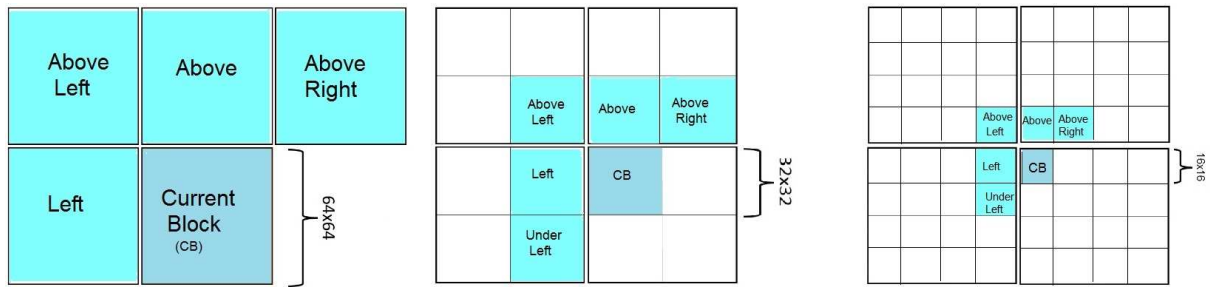 Above
Left
Above
Above
Right
Left
Current
Block
(CB)
64x64
Above
Left
Above
Above
Right
Left
CB
Under
Left
32x32
Above
Left
Above
Above
Right
Left
CB
Under
Left
16x16